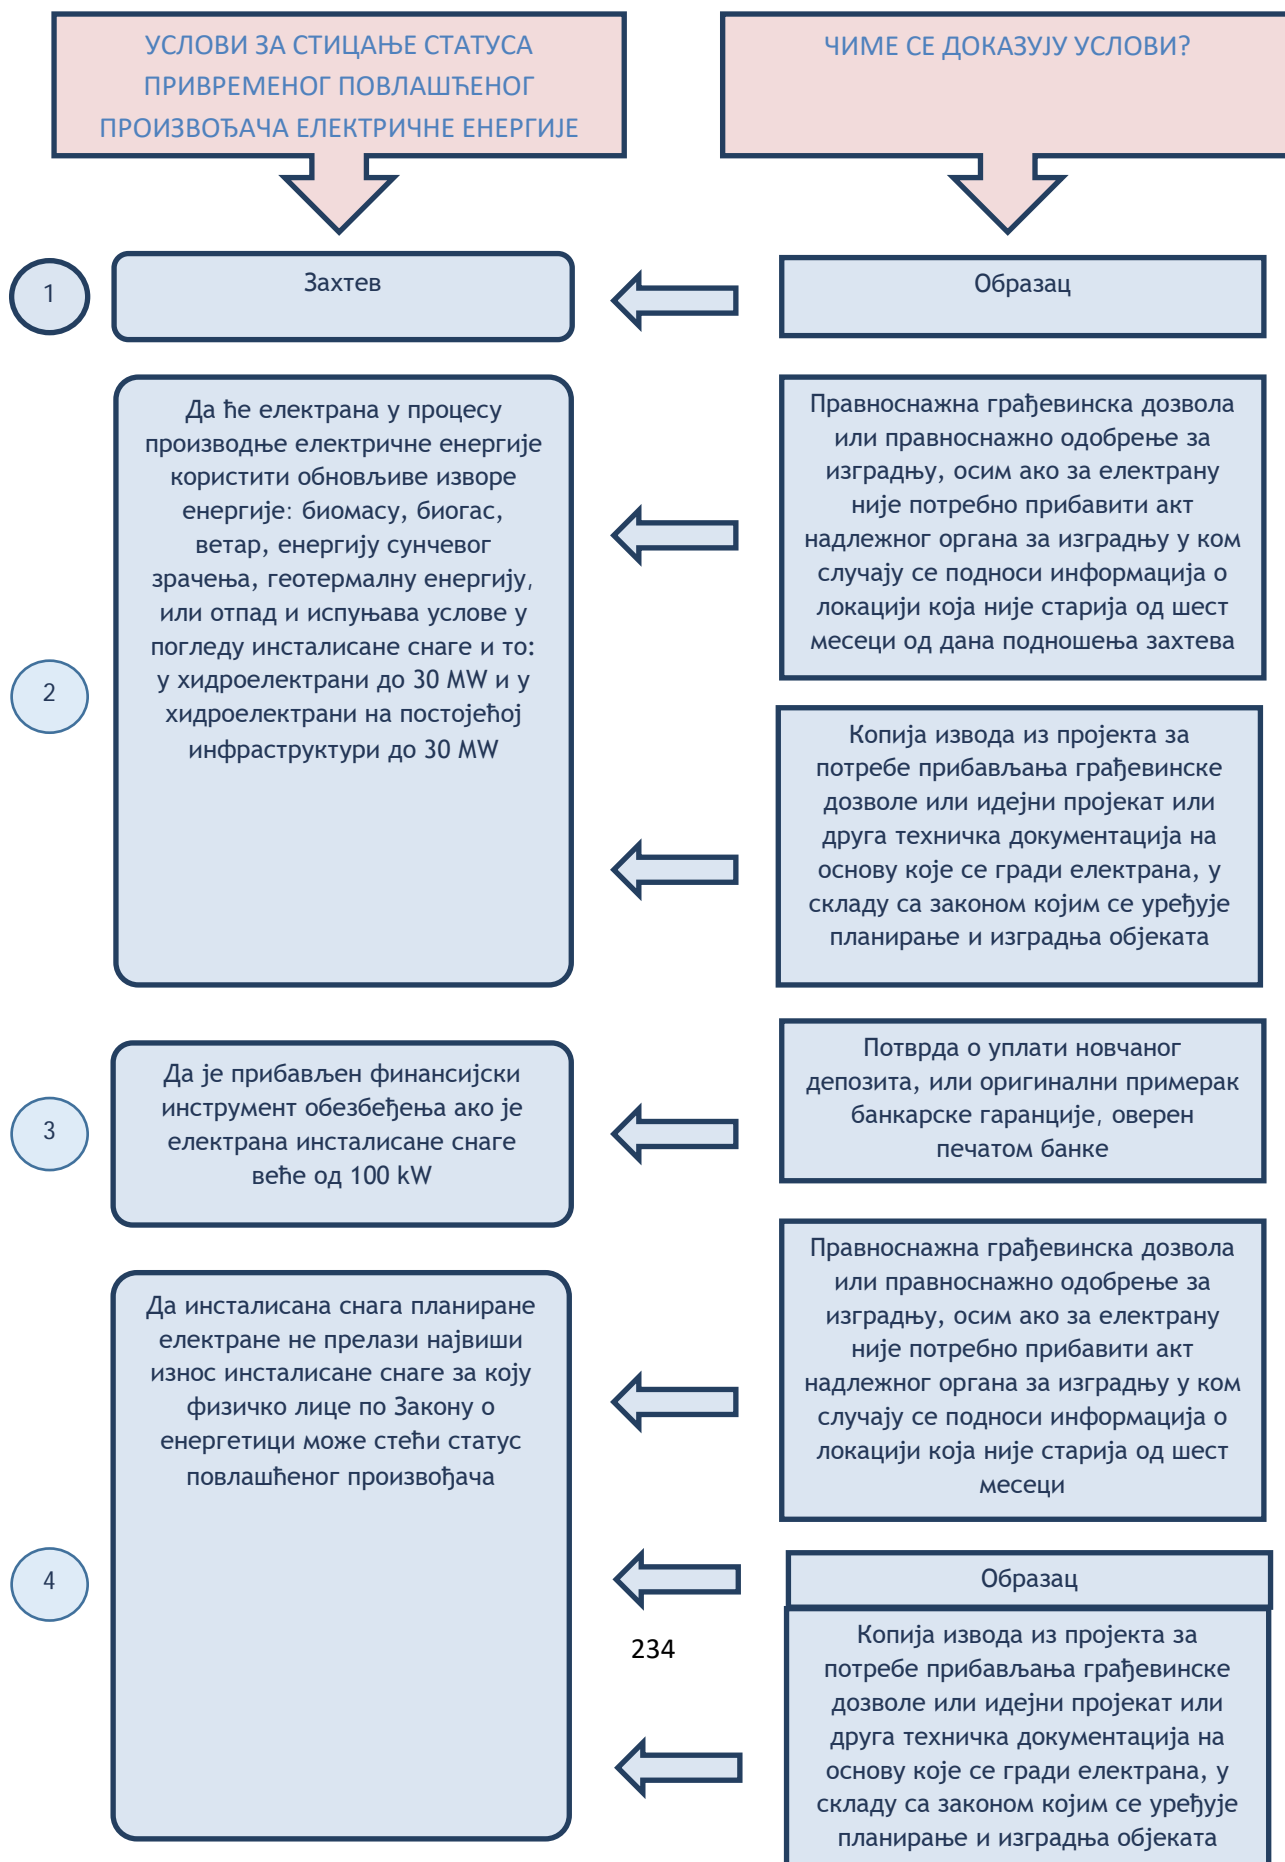 УСЛОВИ ЗА СТИЦАЊЕ СТАТУСА
ПРИВРЕМЕНОГ ПОВЛАШЋЕНОГ
ПРОИЗВОЂАЧА ЕЛЕКТРИЧНЕ ЕНЕРГИЈЕ
ЧИМЕ СЕ ДОКАЗУЈУ УСЛОВИ?
1
Захтев
Образац
2
Да ће електрана у процесу
производње електричне енергије
користити обновљиве изворе
енергије: биомасу, биогас,
ветар, енергију сунчевог
зрачења, геотермалну енергију,
или отпад и испуњава услове у
погледу инсталисане снаге и то:
у хидроелектрани до 30 MW и у
хидроелектрани на постојећој
инфраструктури до 30 MW
Правноснажна грађевинска дозвола
или правноснажно одобрење за
изградњу, осим ако за електрану
није потребно прибавити акт
надлежног органа за изградњу у ком
случају се подноси информација о
локацији која није старија од шест
месеци од дана подношења захтева
Копија извода из пројекта за
потребе прибављања грађевинске
дозволе или идејни пројекат или
друга техничка документација на
основу које се гради електрана, у
складу са законом којим се уређује
планирање и изградња објеката
3
Да је прибављен финансијски
инструмент обезбеђења ако је
електрана инсталисане снаге
веће од 100 kW
Потврда о уплати новчаног
депозита, или оригинални примерак
банкарске гаранције, оверен
печатом банке
4
Да инсталисана снага планиране
електране не прелази највиши
износ инсталисане снаге за коју
физичко лице по Закону о
енергетици може стећи статус
повлашћеног произвођача
Правноснажна грађевинска дозвола
или правноснажно одобрење за
изградњу, осим ако за електрану
није потребно прибавити акт
надлежног органа за изградњу у ком
случају се подноси информација о
локацији која није старија од шест
месеци
Образац
Копија извода из пројекта за
потребе прибављања грађевинске
дозволе или идејни пројекат или
друга техничка документација на
основу које се гради електрана, у
складу са законом којим се уређује
планирање и изградња објеката
234